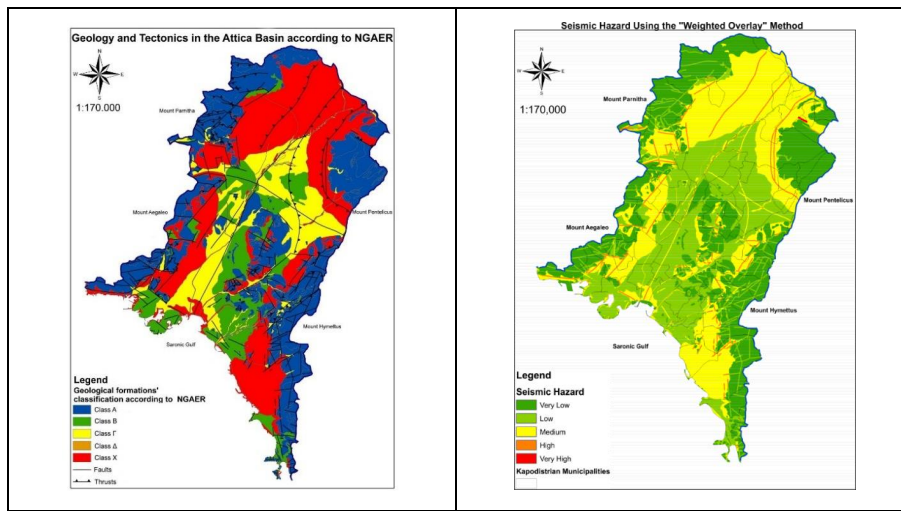 Geology and Tectonics in the Attica Basin according to NGAER
N
W E
S
1:170.000
Mount Parnitha
Mount Aegaleo
Mount Pentelicus
Mount Hymettus
Saronic Gulf
Legend
Geological formations'
classification according to NGAER
Class A
Class B
Class Γ
Class Δ
Class X
Faults
Thrusts
Seismic Hazard Using the "Weighted Overlay" Method
N
W E
S
1:170,000
Mount Parnitha
Mount Pentelicus
Mount Aegaleo
Mount Hymettus
Saronic Gulf
Legend
Seismic Hazard
Very Low
Low
Medium
High
Very High
Kapodistrian Municipalities